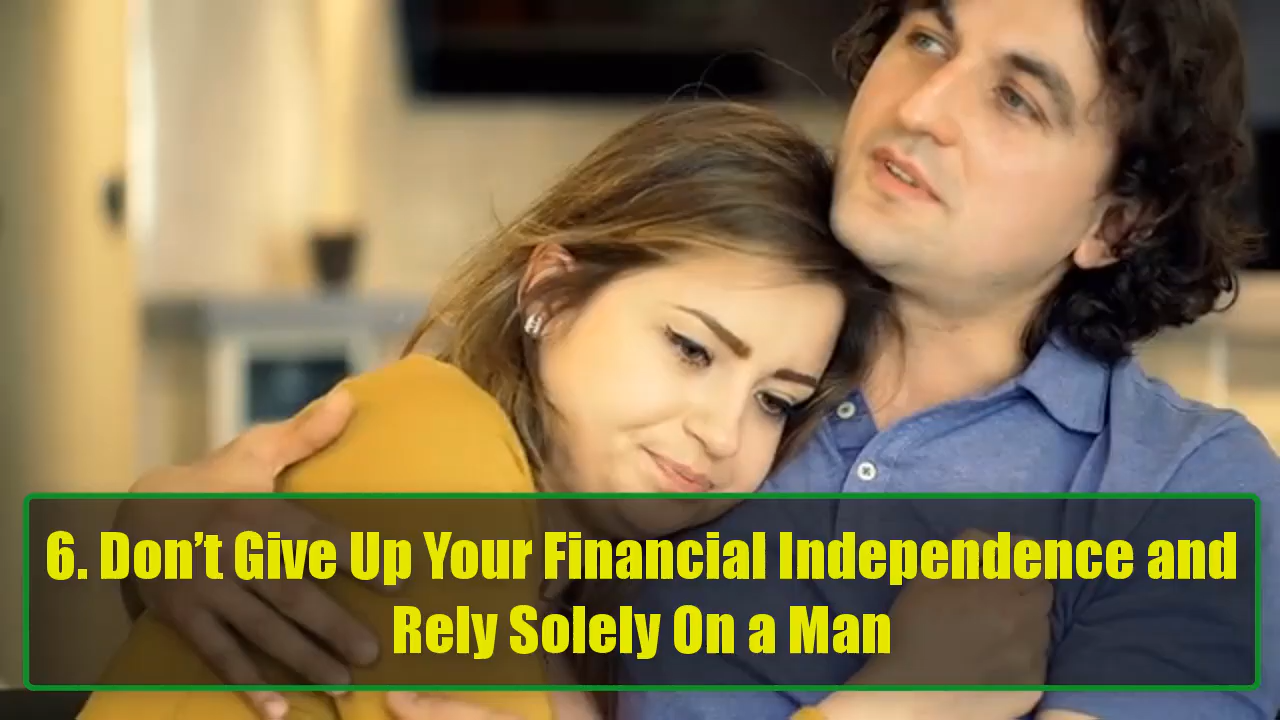 6. Don’t Give Up Your Financial Independence and
Rely Solely On a Man